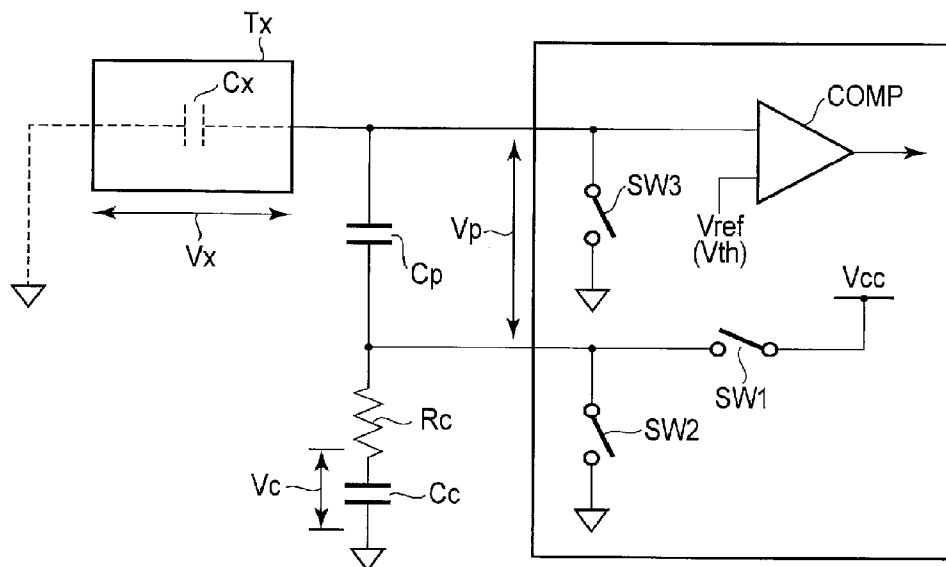 Tx
Cx
COMP
SW3
Vp
Vx
Cp
Vref
(Vth)
Vcc
SW1
Rc
SW2
Vc
Cc